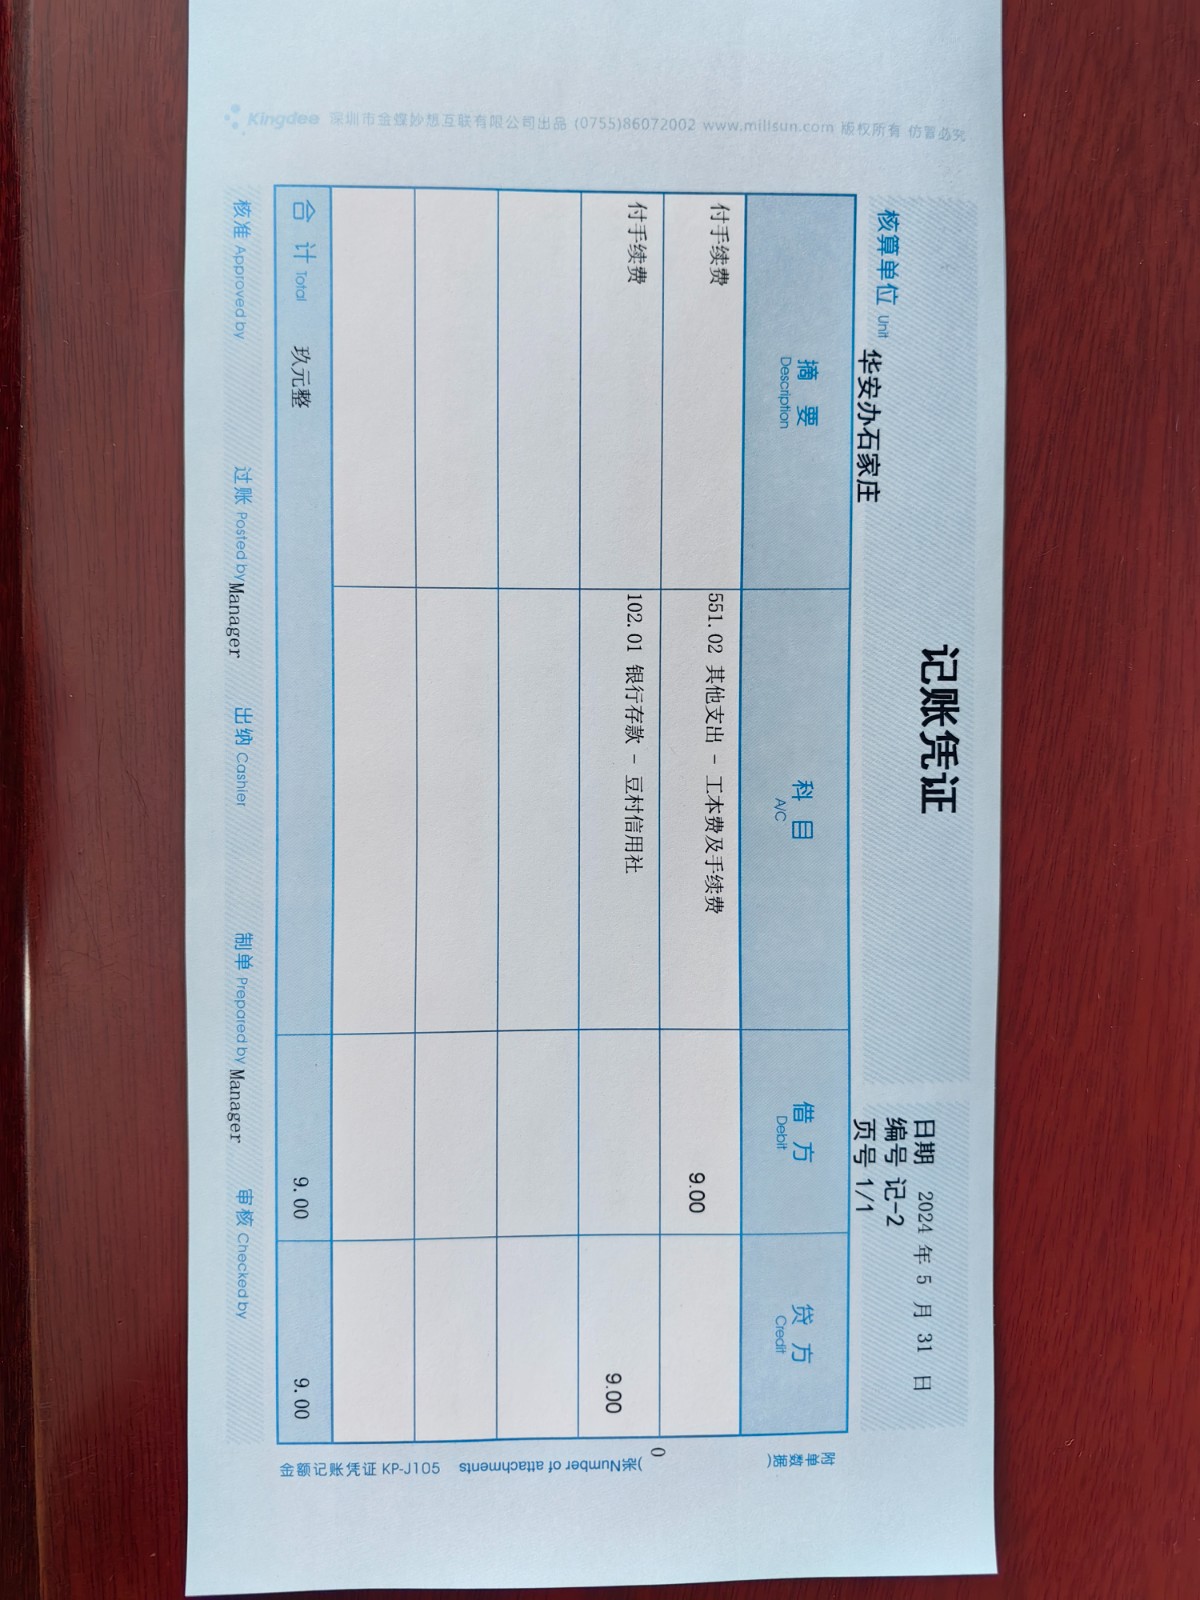 记账凭证
日期 2024 年 5 月 31 日
编号 记-2
页号 1/1
核算单位 Unit 华安办石家庄
摘 要 科 目 借 方 贷 方
Description A/C Debit Credit
付手续费 551.02 其他支出 - 工本费及手续费 9.00
付手续费 102.01 银行存款 - 豆村信用社 9.00
合 计 Total 玖元整 9.00 9.00
核准 Approved by 过账 Posted by Manager 出纳 Cashier 制单 Prepared by Manager 审核 Checked by
附单数据( 0 )张 Number of attachments
金额记账凭证 KP-J105
Kingdee 深圳市金蝶妙想互联有限公司出品 (0755)86072002 www.millsun.com 版权所有 仿冒必究